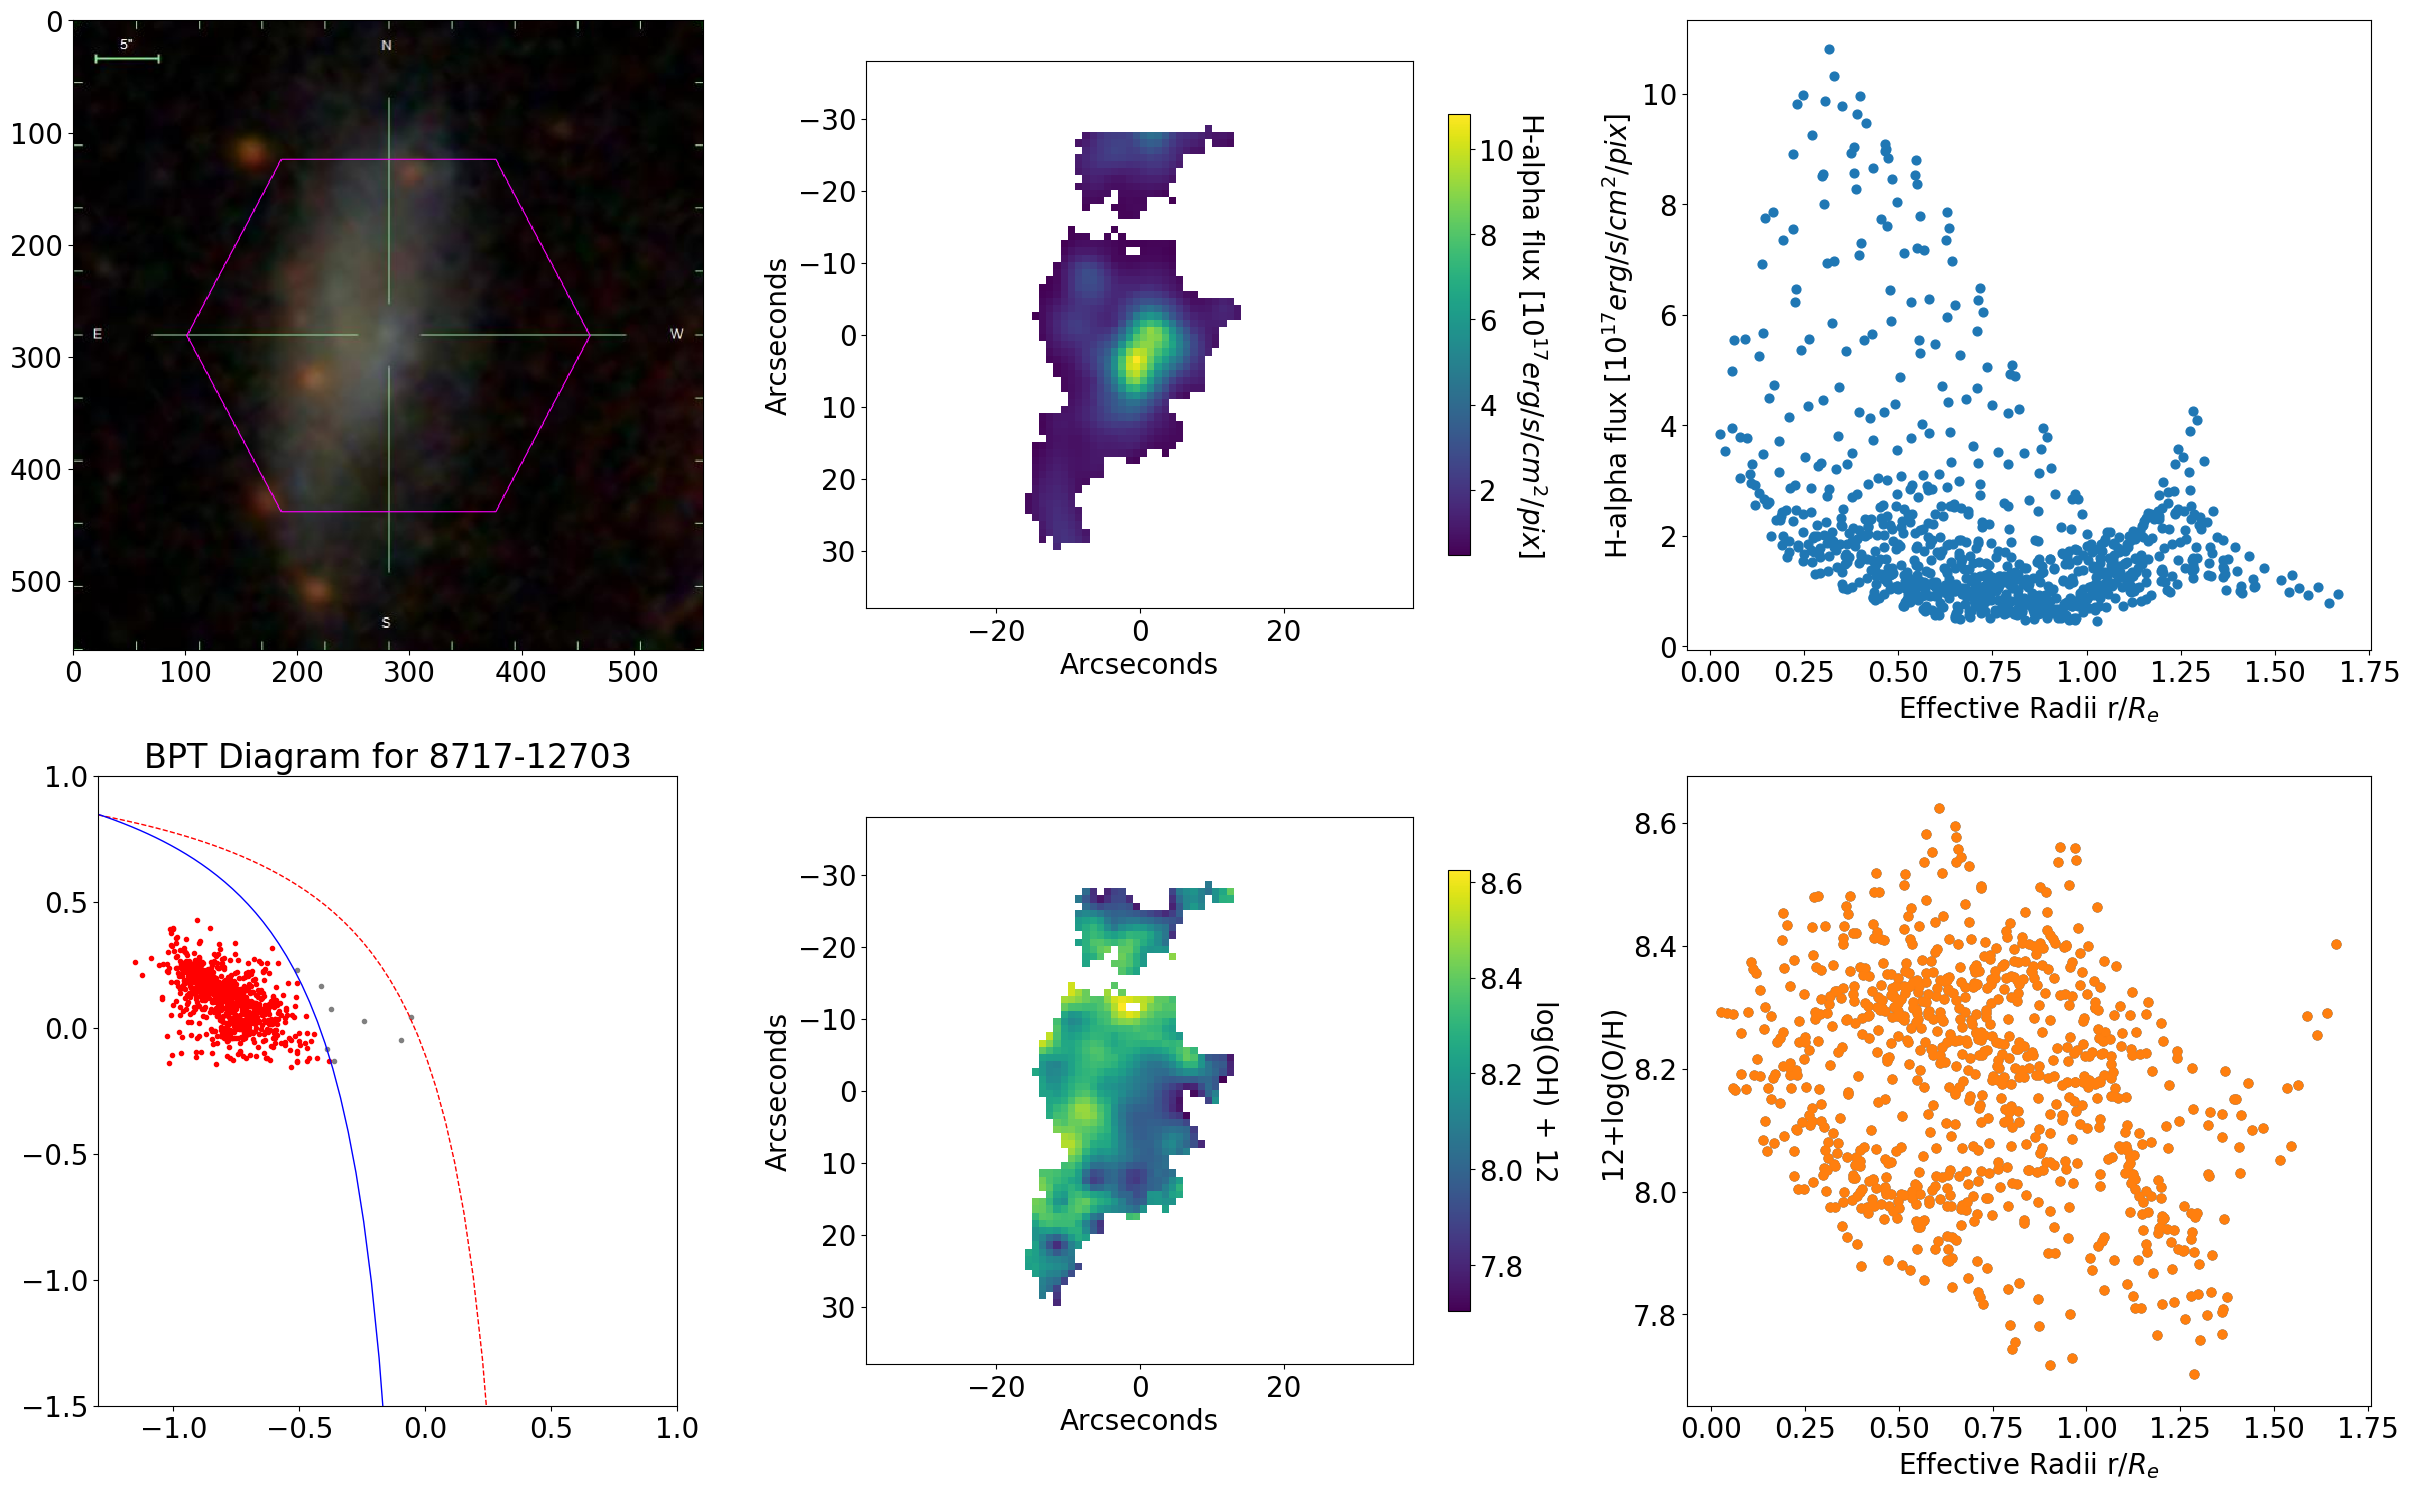 0
100
200
300
400
500
0 100 200 300 400 500
5"
N
E
W
S
−30
−20
−10
0
10
20
30
−20 0 20
Arcseconds
Arcseconds
10
8
6
4
2
H-alpha flux [10^17 erg/s/cm^2/pix]
10
8
6
4
2
0
0.00 0.25 0.50 0.75 1.00 1.25 1.50 1.75
H-alpha flux [10^17 erg/s/cm^2/pix]
Effective Radii r/R_e
BPT Diagram for 8717-12703
1.0
0.5
0.0
−0.5
−1.0
−1.5
−1.0 −0.5 0.0 0.5 1.0
−30
−20
−10
0
10
20
30
−20 0 20
Arcseconds
Arcseconds
8.6
8.4
8.2
8.0
7.8
log(OH) + 12
8.6
8.4
8.2
8.0
7.8
0.00 0.25 0.50 0.75 1.00 1.25 1.50 1.75
12+log(O/H)
Effective Radii r/R_e